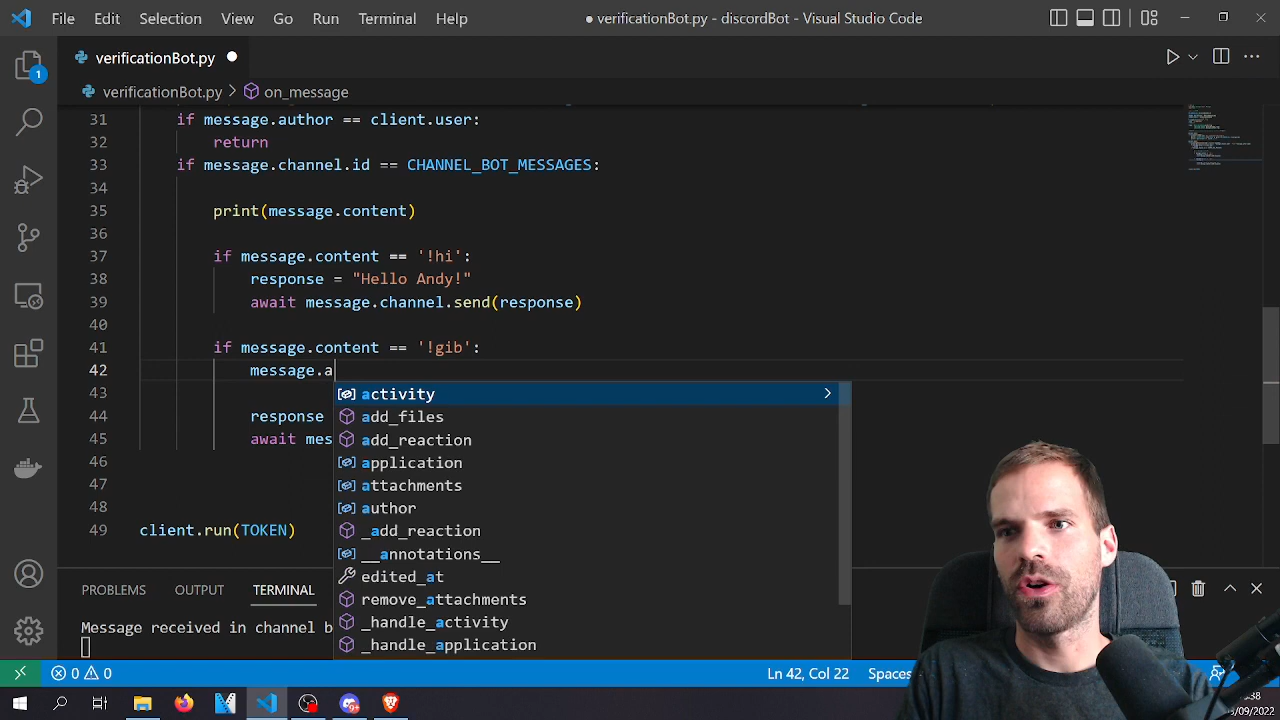 File Edit Selection View Go Run Terminal Help ● verificationBot.py - discordBot - Visual Studio Code
verificationBot.py ●
verificationBot.py > on_message
1
31 if message.author == client.user:
32 return
33 if message.channel.id == CHANNEL_BOT_MESSAGES:
34
35 print(message.content)
36
37 if message.content == '!hi':
38 response = "Hello Andy!"
39 await message.channel.send(response)
40
41 if message.content == '!gib':
42 message.a
43
activity
add_files
44 response
add_reaction
45 await mes
application
46
attachments
47
author
48
_add_reaction
49 client.run(TOKEN)
__annotations__
edited_at
PROBLEMS OUTPUT TERMINAL
remove_attachments
Message received in channel b
_handle_activity
_handle_application
0 0 Ln 42, Col 22 Spaces
:38
/09/2022